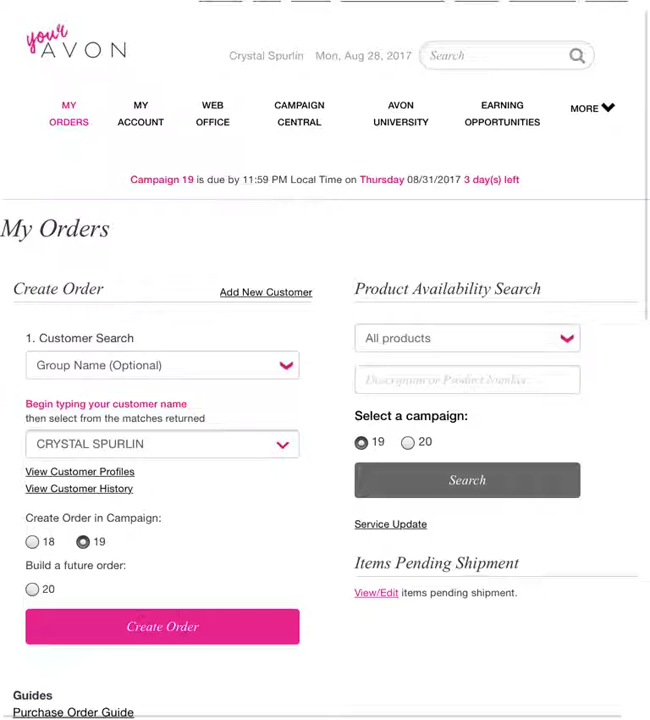 your
AVON
Crystal Spurlin Mon, Aug 28, 2017 Search
MY ORDERS
MY ACCOUNT
WEB OFFICE
CAMPAIGN CENTRAL
AVON UNIVERSITY
EARNING OPPORTUNITIES
MORE
Campaign 19 is due by 11:59 PM Local Time on Thursday 08/31/2017 3 day(s) left
My Orders
Create Order
Add New Customer
1. Customer Search
Group Name (Optional)
Begin typing your customer name
then select from the matches returned
CRYSTAL SPURLIN
View Customer Profiles
View Customer History
Create Order in Campaign:
18 19
Build a future order:
20
Create Order
Guides
Purchase Order Guide
Product Availability Search
All products
Description or Product Number...
Select a campaign:
19 20
Search
Service Update
Items Pending Shipment
View/Edit items pending shipment.